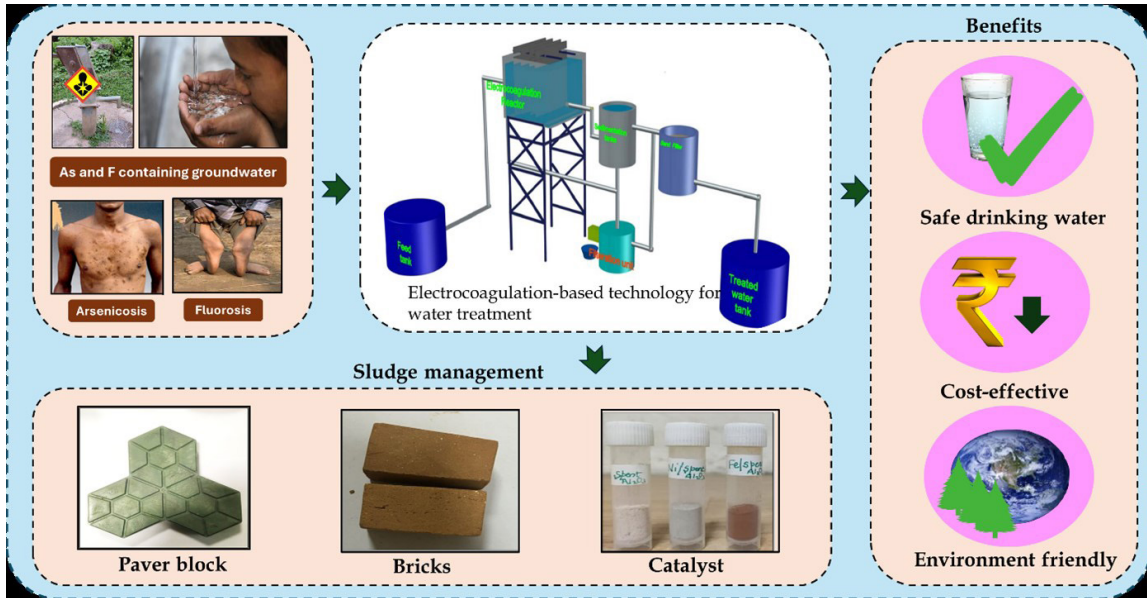 As and F containing groundwater
Arsenicosis
Fluorosis
Electrocoagulation
Reactor
Feed
tank
Treated
water
tank
Electrocoagulation-based technology for
water treatment
Benefits
Safe drinking water
Cost-effective
Environment friendly
Sludge management
Paver block
Bricks
Catalyst